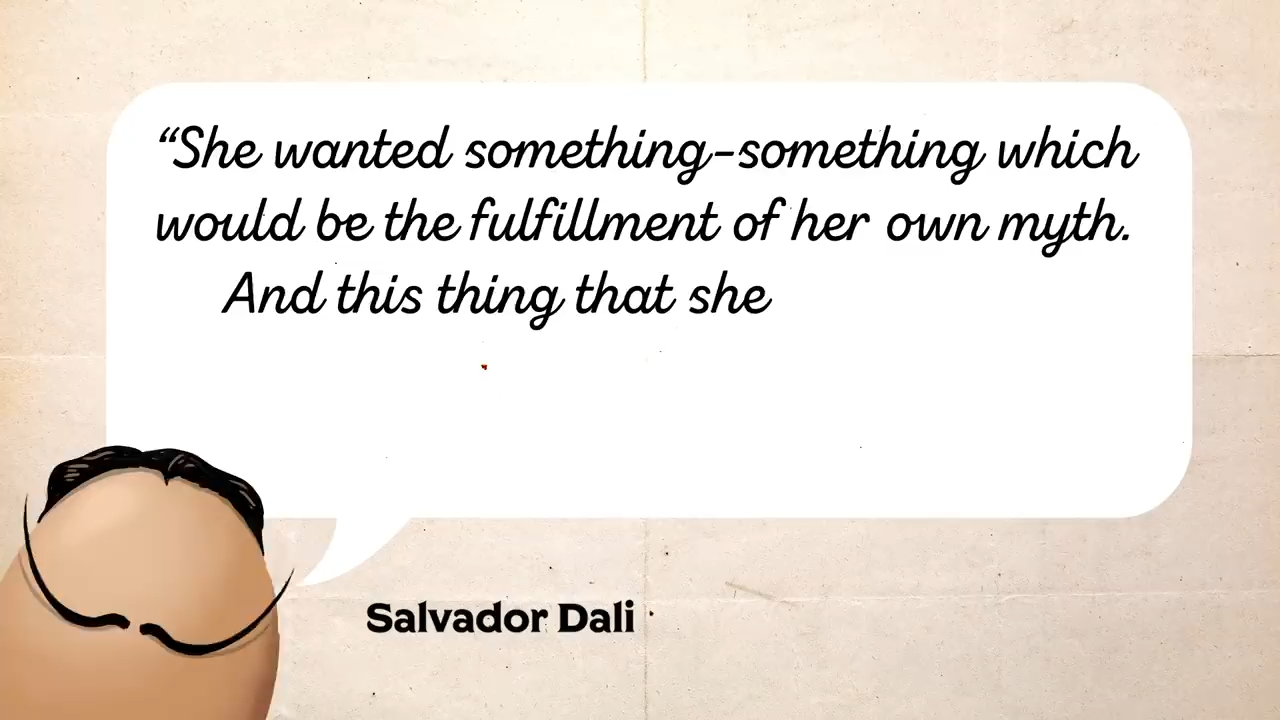 “She wanted something-something which
would be the fulfillment of her own myth.
And this thing that she
Salvador Dali